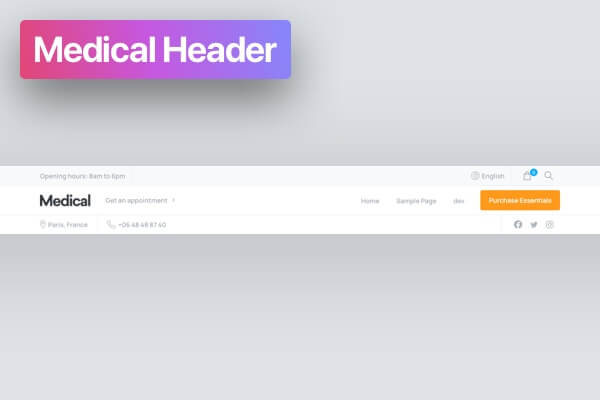 Medical Header
Opening hours: 8am to 6pm English 0
Medical Get an appointment Home Sample Page dev Purchase Essentials
Paris, France +05 48 48 87 40